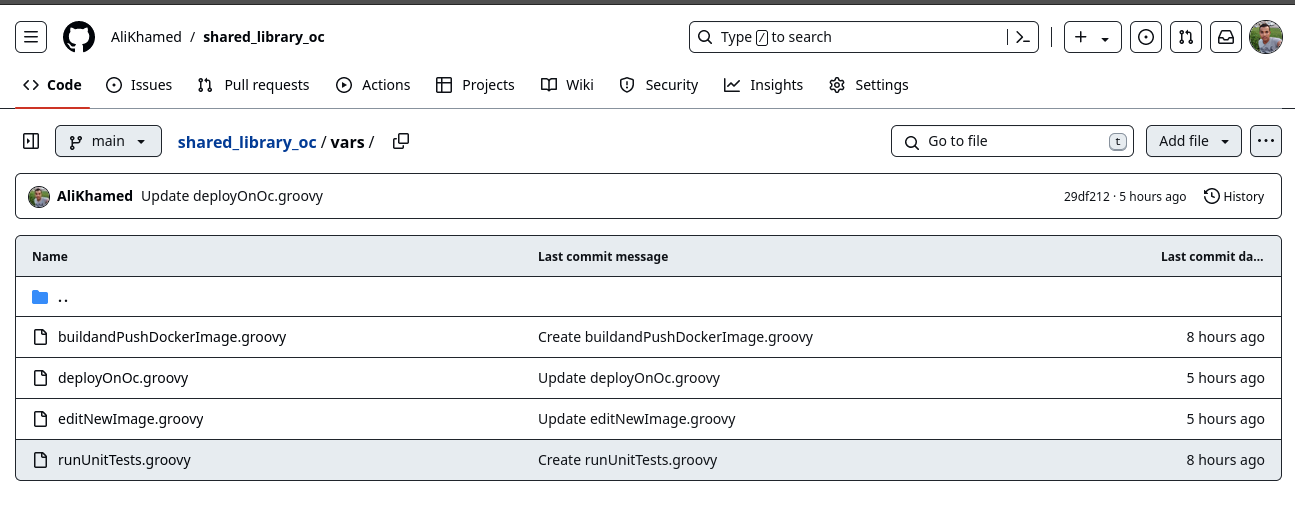 AliKhamed / shared_library_oc Type / to search
Code Issues Pull requests Actions Projects Wiki Security Insights Settings
main shared_library_oc / vars / Go to file t Add file
AliKhamed Update deployOnOc.groovy 29df212 · 5 hours ago History
Name Last commit message Last commit da...
..
buildandPushDockerImage.groovy Create buildandPushDockerImage.groovy 8 hours ago
deployOnOc.groovy Update deployOnOc.groovy 5 hours ago
editNewImage.groovy Update editNewImage.groovy 5 hours ago
runUnitTests.groovy Create runUnitTests.groovy 8 hours ago